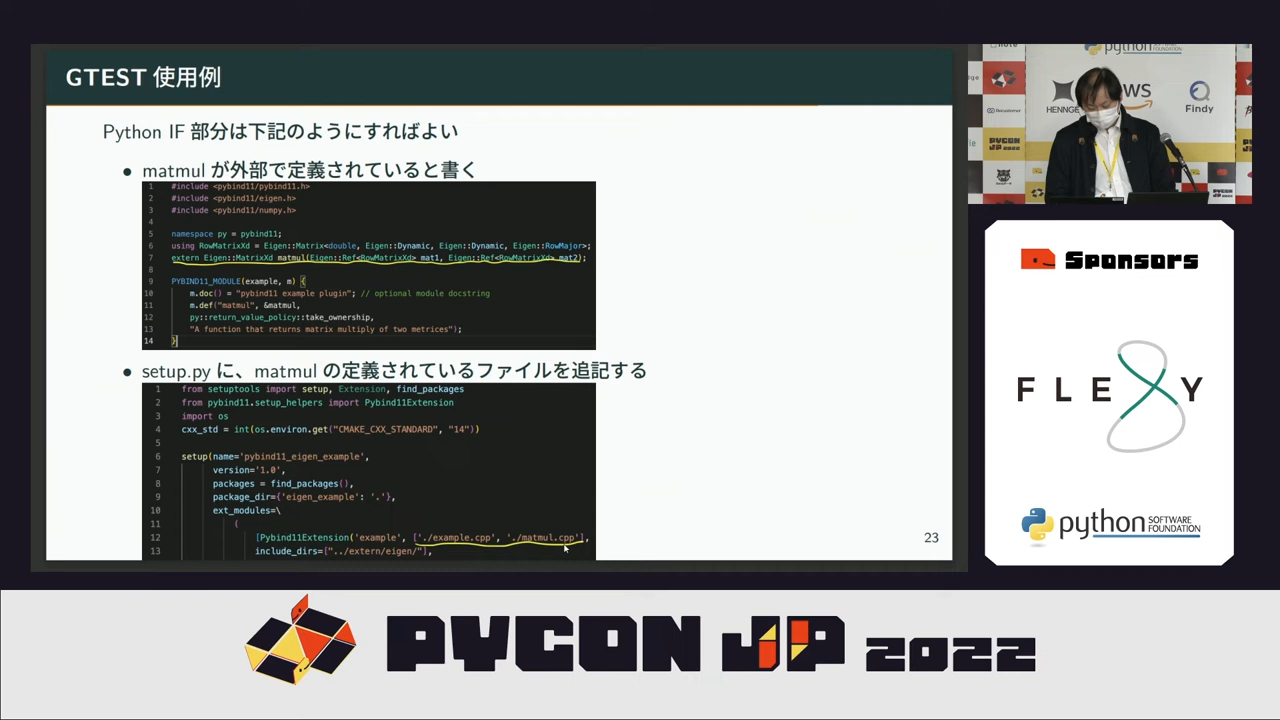 GTEST 使用例
Python IF 部分は下記のようにすればよい
• matmul が外部で定義されていると書く
1 #include <pybind11/pybind11.h>
2 #include <pybind11/eigen.h>
3 #include <pybind11/numpy.h>
4
5 namespace py = pybind11;
6 using RowMatrixXd = Eigen::Matrix<double, Eigen::Dynamic, Eigen::Dynamic, Eigen::RowMajor>;
7 extern Eigen::MatrixXd matmul(Eigen::Ref<RowMatrixXd> mat1, Eigen::Ref<RowMatrixXd> mat2);
8
9 PYBIND11_MODULE(example, m) {
10 m.doc() = "pybind11 example plugin"; // optional module docstring
11 m.def("matmul", &matmul,
12 py::return_value_policy::take_ownership,
13 "A function that returns matrix multiply of two metrices");
14 }
• setup.py に、matmul の定義されているファイルを追記する
1 from setuptools import setup, Extension, find_packages
2 from pybind11.setup_helpers import Pybind11Extension
3 import os
4 cxx_std = int(os.environ.get("CMAKE_CXX_STANDARD", "14"))
5
6 setup(name='pybind11_eigen_example',
7 version='1.0',
8 packages = find_packages(),
9 package_dir={'eigen_example': '.'},
10 ext_modules=\
11 (
12 [Pybind11Extension('example', ['./example.cpp', './matmul.cpp'],
13 include_dirs=["../extern/eigen/"],
23
python
HENNGE
WS
Findy
PYCON
JP 2022
Sponsors
FLEXY
python SOFTWARE FOUNDATION
PYCON JP 2022